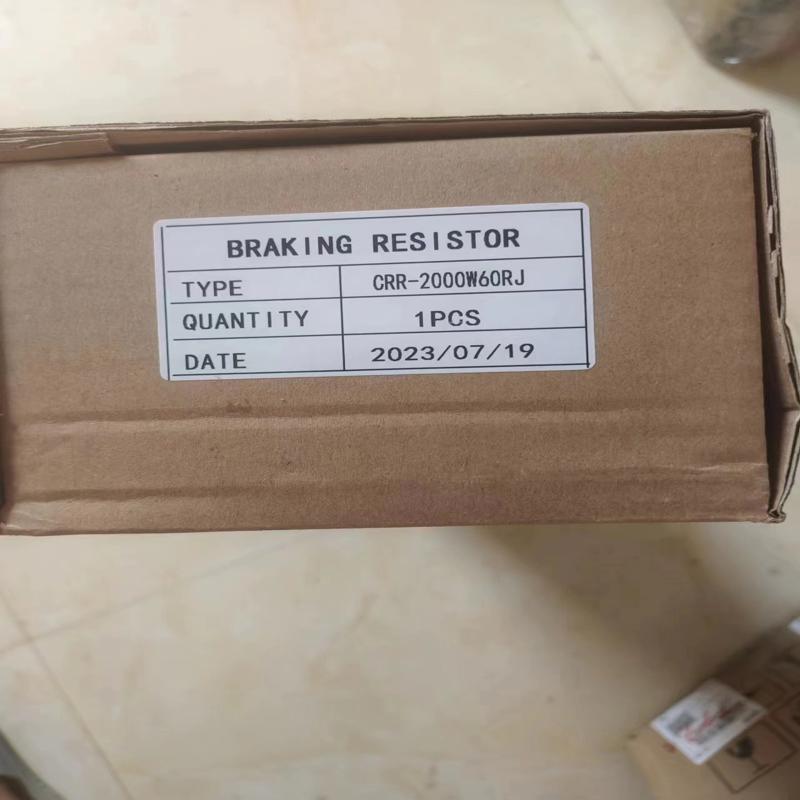 BRAKING RESISTOR
TYPE CRR-2000W60RJ
QUANTITY 1PCS
DATE 2023/07/19